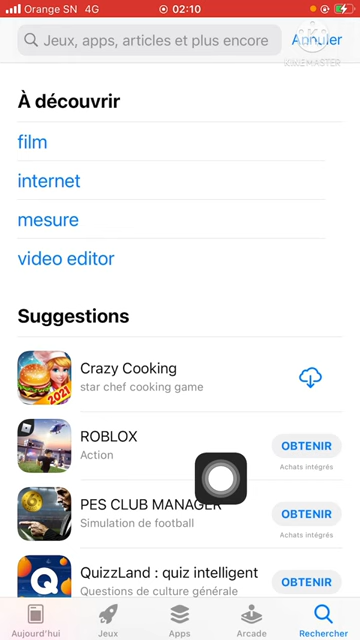 Orange SN 4G 02:10
Jeux, apps, articles et plus encore
Annuler
KINEMASTER
À découvrir
film
internet
mesure
video editor
Suggestions
Crazy Cooking
star chef cooking game
2021
ROBLOX
Action
OBTENIR
Achats intégrés
PES CLUB MANAGER
Simulation de football
OBTENIR
Achats intégrés
QuizzLand : quiz intelligent
Questions de culture générale
OBTENIR
Q
Aujourd'hui
Jeux
Apps
Arcade
Rechercher